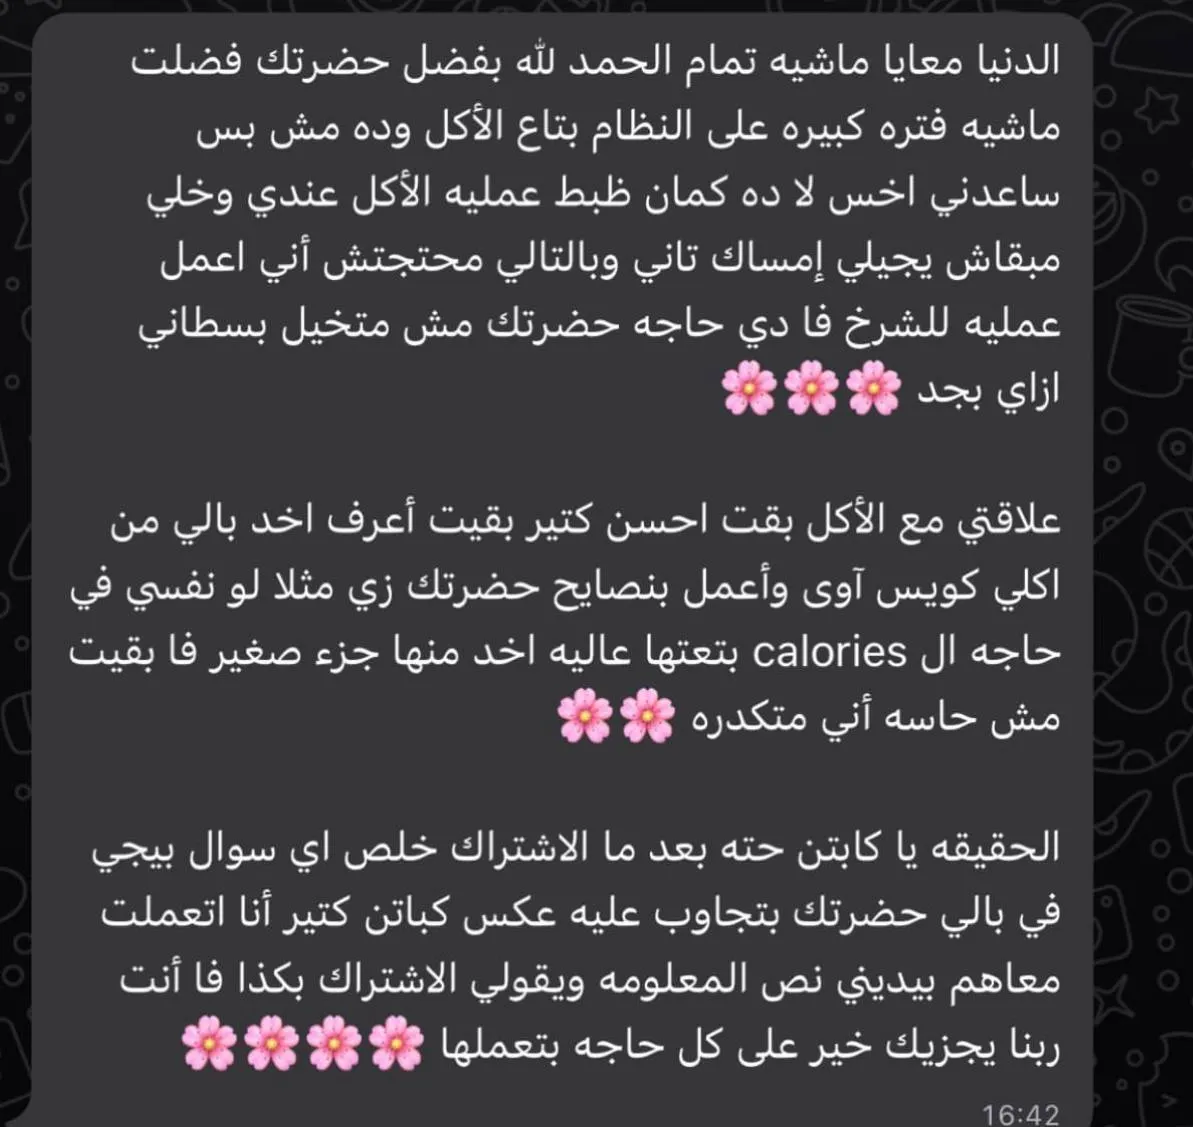 الدنيا معايا ماشيه تمام الحمد لله بفضل حضرتك فضلت
ماشيه فتره كبيره على النظام بتاع الأكل وده مش بس
ساعدني اخس لا ده كمان ظبط عمليه الأكل عندي وخلي
مبقاش يجيلي إمساك تاني وبالتالي محتجتش أني اعمل
عمليه للشرخ فا دي حاجه حضرتك مش متخيل بسطاني
ازاي بجد 🌸🌸🌸
علاقتي مع الأكل بقت احسن كتير بقيت أعرف اخد بالي من
اكلي كويس آوى وأعمل بنصايح حضرتك زي مثلا لو نفسي في
حاجه ال calories بتعتها عاليه اخد منها جزء صغير فا بقيت
مش حاسه أني متكدره 🌸🌸
الحقيقه يا كابتن حته بعد ما الاشتراك خلص اي سوال بيجي
في بالي حضرتك بتجاوب عليه عكس كباتن كتير أنا اتعملت
معاهم بيديني نص المعلومه ويقولي الاشتراك بكذا فا أنت
ربنا يجزيك خير على كل حاجه بتعملها 🌸🌸🌸🌸
16:42